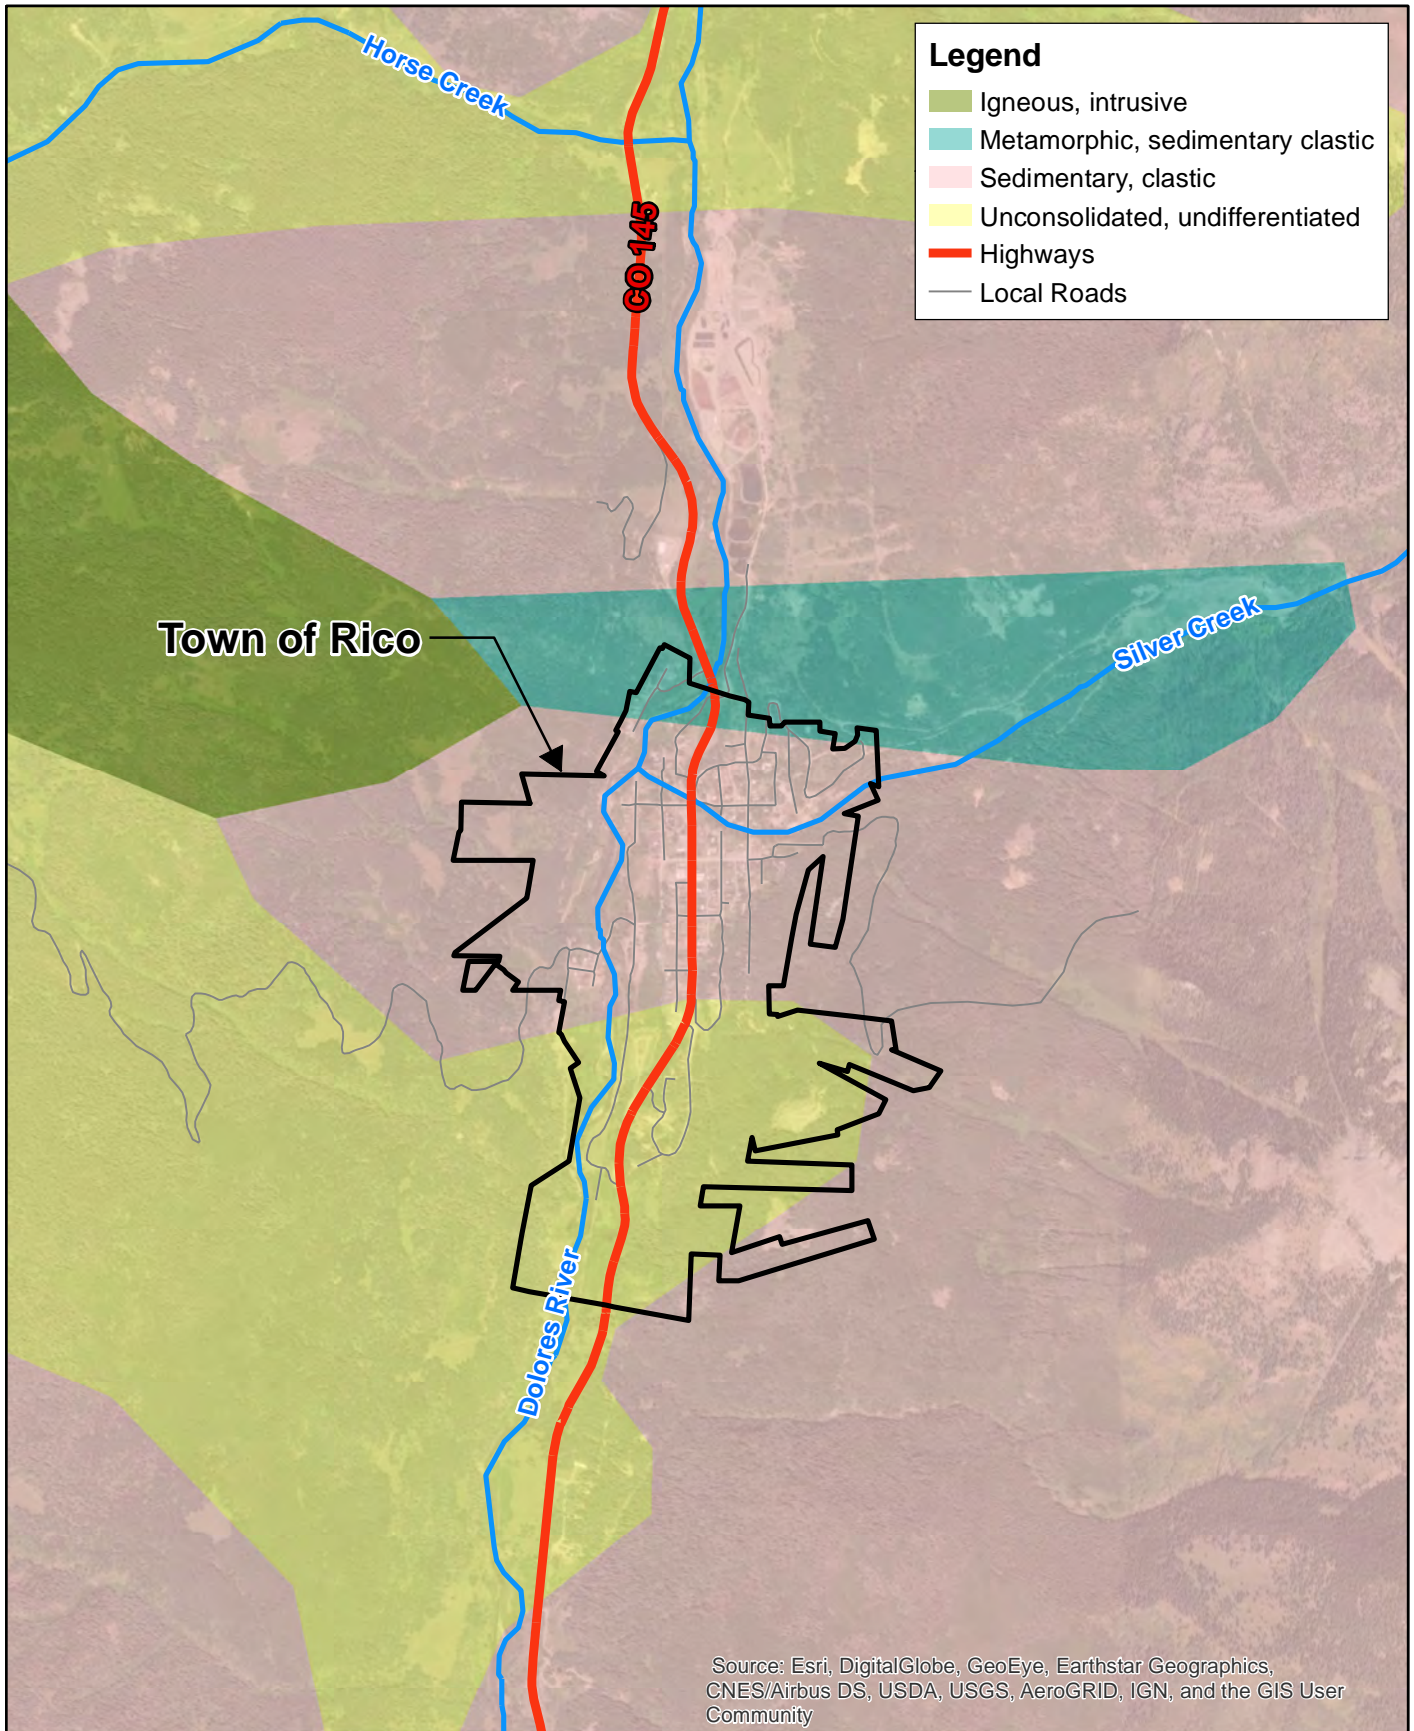 Legend
Igneous, intrusive
Metamorphic, sedimentary clastic
Sedimentary, clastic
Unconsolidated, undifferentiated
Highways
Local Roads
Horse Creek
CO 145
Town of Rico
Silver Creek
Dolores River
Source: Esri, DigitalGlobe, GeoEye, Earthstar Geographics,
CNES/Airbus DS, USDA, USGS, AeroGRID, IGN, and the GIS User
Community